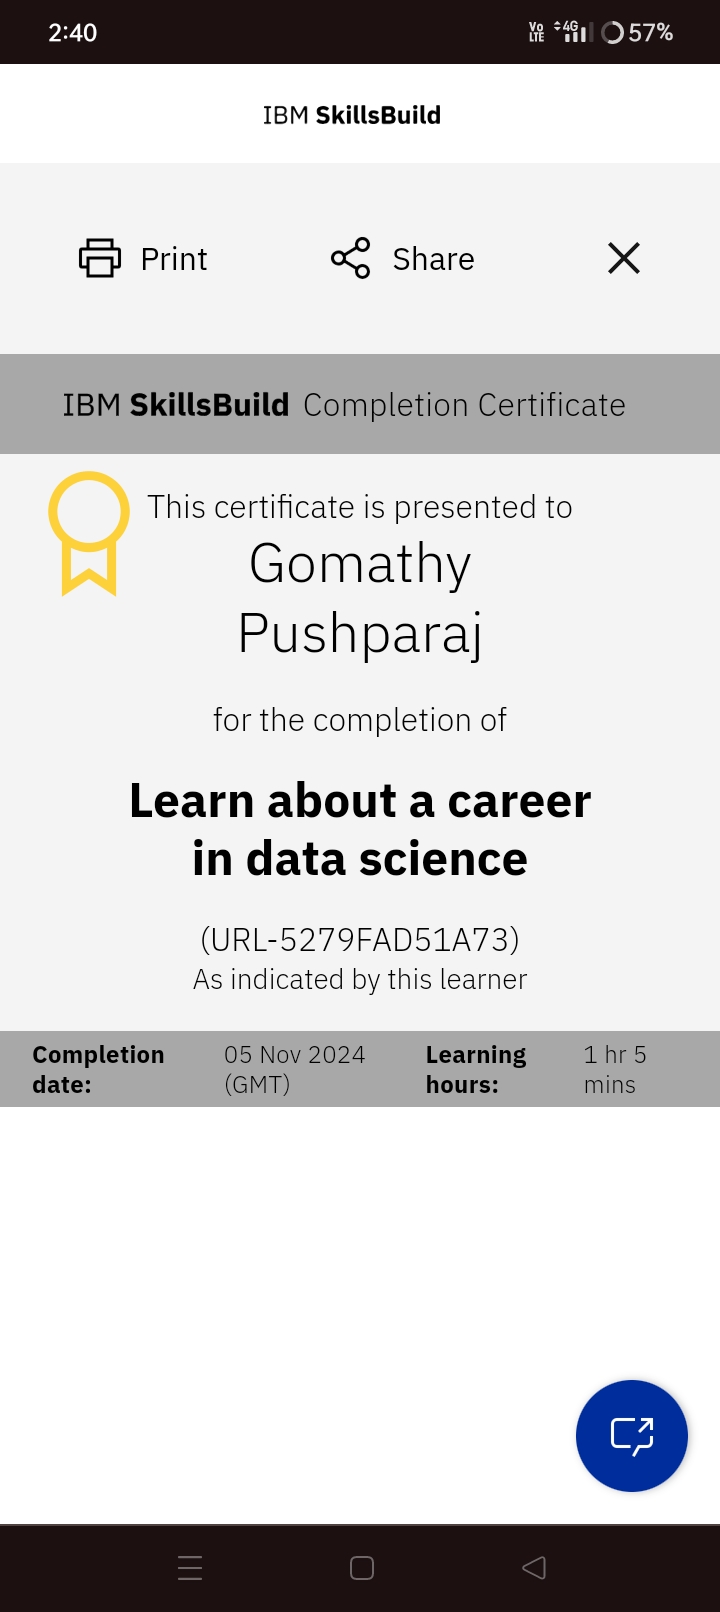 2:40
Vo LTE 4G 57%
IBM SkillsBuild
Print Share
IBM SkillsBuild Completion Certificate
This certificate is presented to
Gomathy
Pushparaj
for the completion of
Learn about a career
in data science
(URL-5279FAD51A73)
As indicated by this learner
Completion date: 05 Nov 2024 (GMT) Learning hours: 1 hr 5 mins